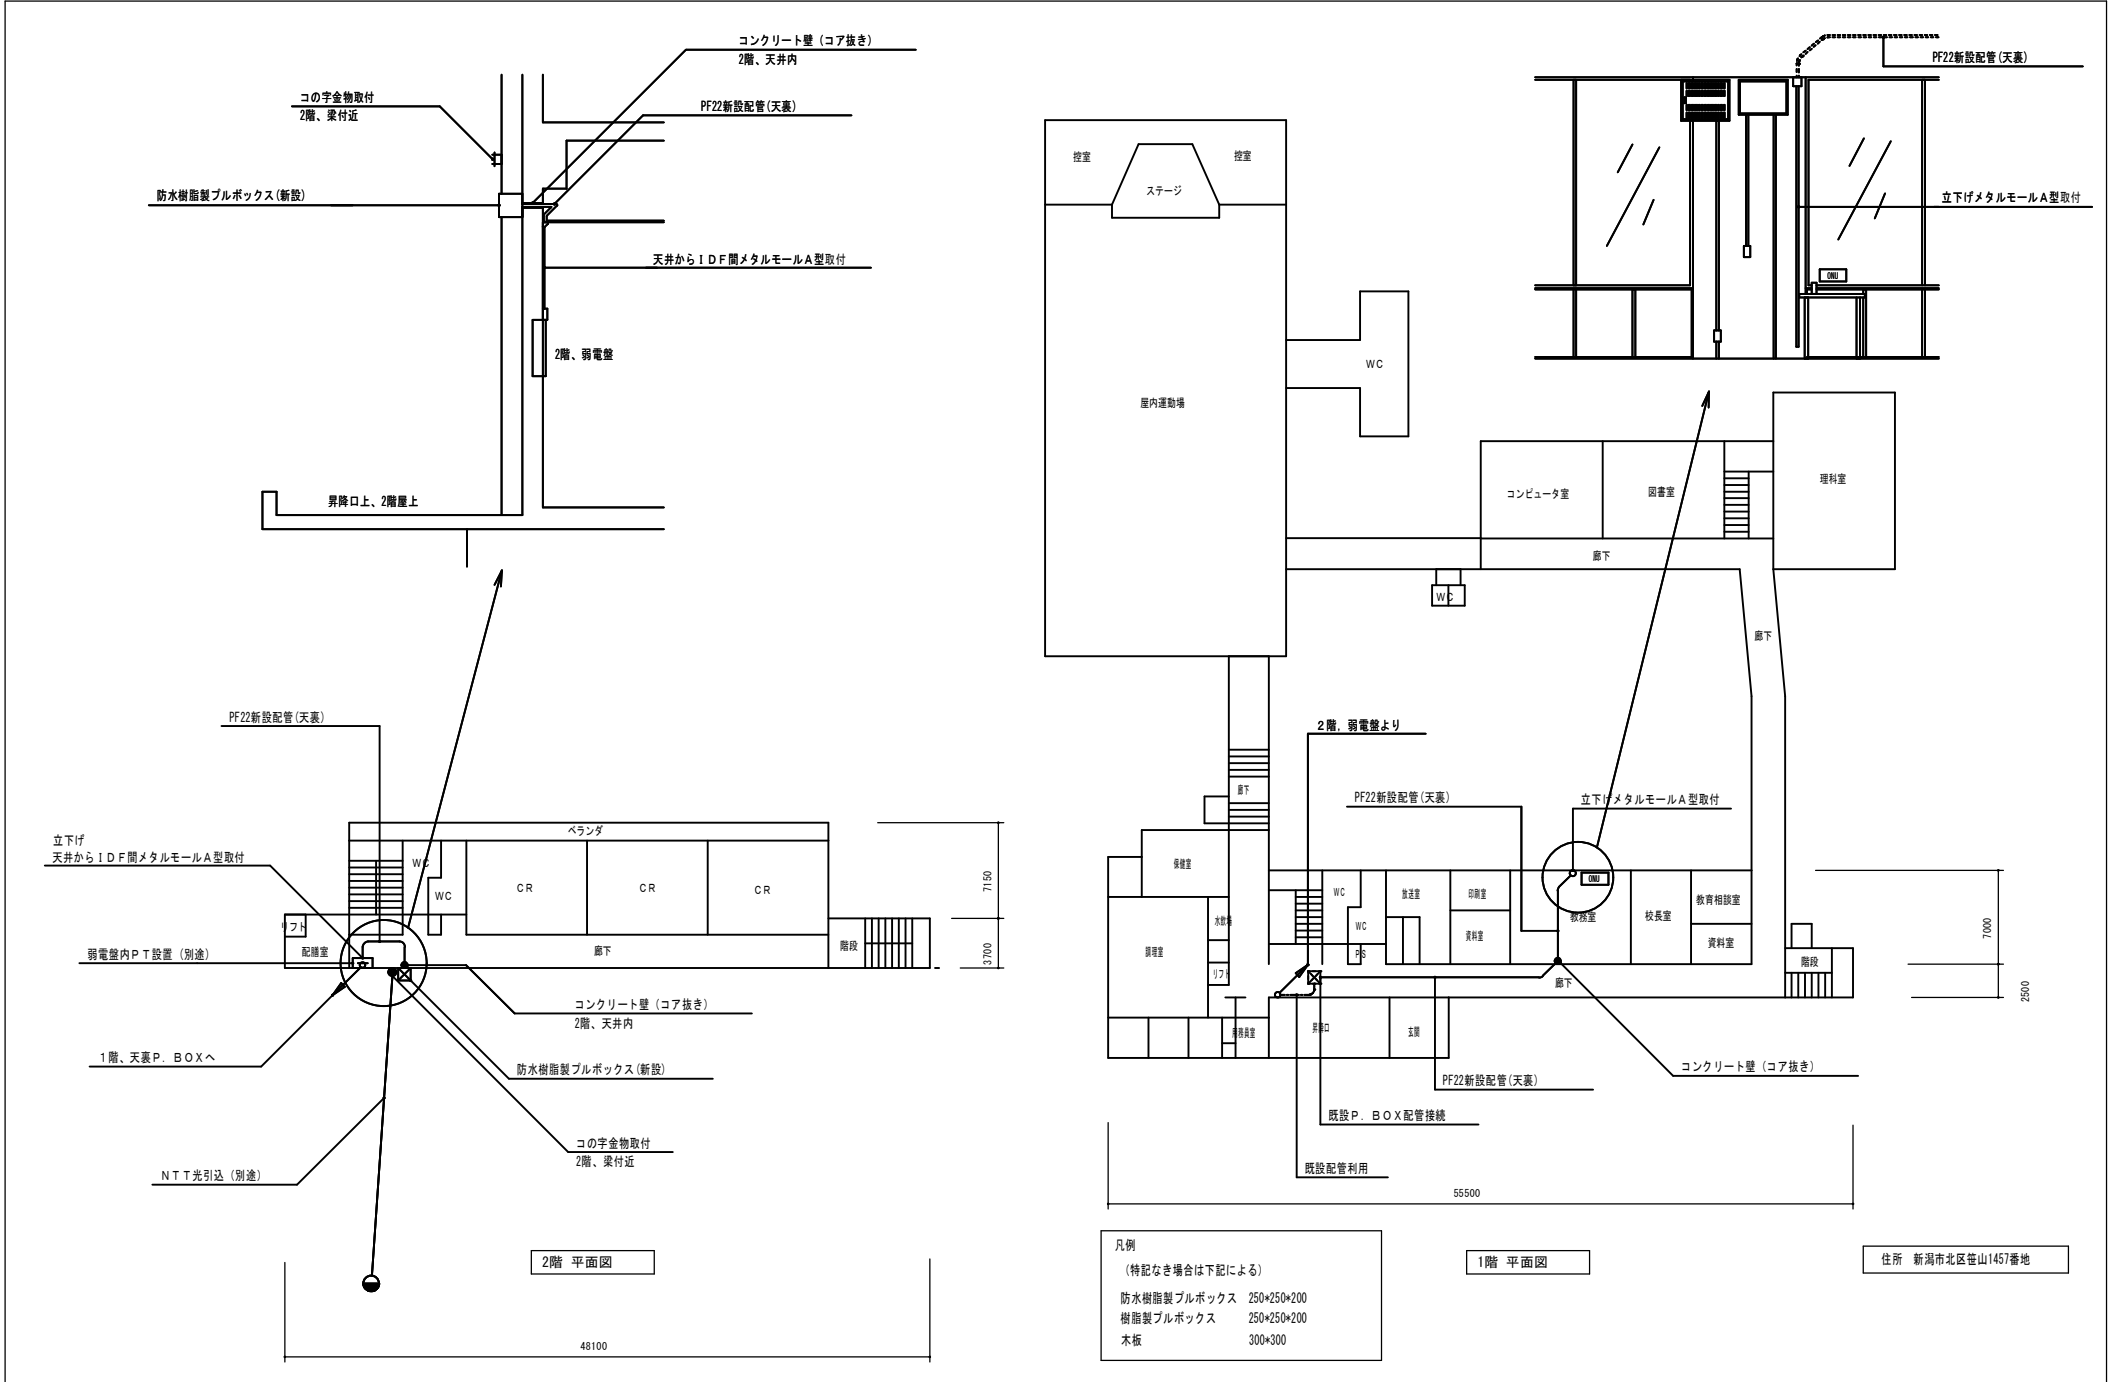 コンクリート壁（コア抜き）
2階、天井内
コの字金物取付
2階、梁付近
PF22新設配管(天裏)
防水樹脂製プルボックス(新設)
天井からＩＤＦ間メタルモールＡ型取付
2階、弱電盤
昇降口上、2階屋上
PF22新設配管(天裏)
立下げ
天井からＩＤＦ間メタルモールＡ型取付
弱電盤内ＰＴ設置（別途）
1階、天裏Ｐ．ＢＯＸへ
ＮＴＴ光引込（別途）
ベランダ
WC
WC
CR
CR
CR
リフト
配膳室
廊下
階段
7150
3700
コンクリート壁（コア抜き）
2階、天井内
防水樹脂製プルボックス(新設)
コの字金物取付
2階、梁付近
2階 平面図
48100
PF22新設配管(天裏)
立下げメタルモールＡ型取付
ONU
控室
ステージ
控室
屋内運動場
WC
コンピュータ室
図書室
理科室
廊下
WC
廊下
２階，弱電盤より
廊下
PF22新設配管(天裏)
立下げメタルモールＡ型取付
保健室
水飲場
調理室
リフト
WC
WC
PS
放送室
印刷室
資料室
ONU
教務室
校長室
教育相談室
資料室
階段
廊下
用務員室
昇降口
玄関
7000
2500
コンクリート壁（コア抜き）
PF22新設配管(天裏)
既設Ｐ．ＢＯＸ配管接続
既設配管利用
55500
凡例
（特記なき場合は下記による）
防水樹脂製プルボックス 250*250*200
樹脂製プルボックス 250*250*200
木板 300*300
1階 平面図
住所 新潟市北区笹山1457番地